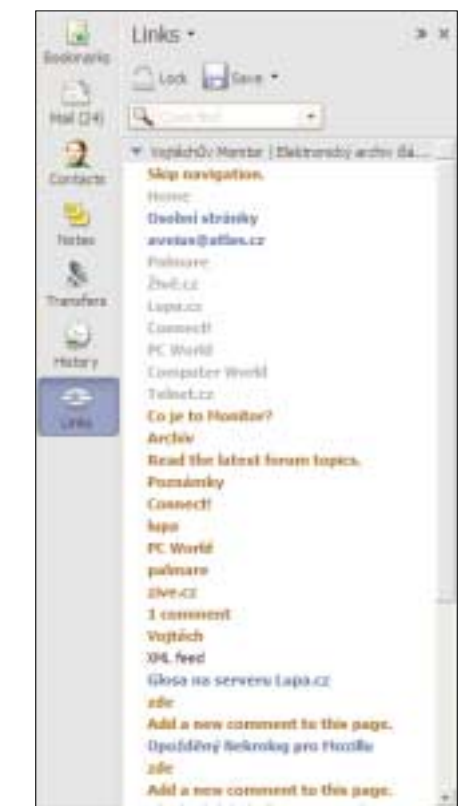 Links
Bookmarks
Lock
Save
Mail (24)
Quick find
Vojtěchův Monitor | Elektronický archiv čla...
Contacts
Skip navigation.
Home
Osobní stránky
Notes
Palmare
Živě.cz
Transfers
Lupa.cz
Connect!
PC World
History
Computer World
Telnet.cz
Links
Co je to Monitor?
Archiv
Read the latest forum topics.
Poznámky
Connect!
lupa
PC World
palmare
zive.cz
1 comment
Vojtěch
XML feed
Glosa na serveru Lupa.cz
zde
Add a new comment to this page.
Opožděný Nekrolog pro Mozillu
zde
Add a new comment to this page.